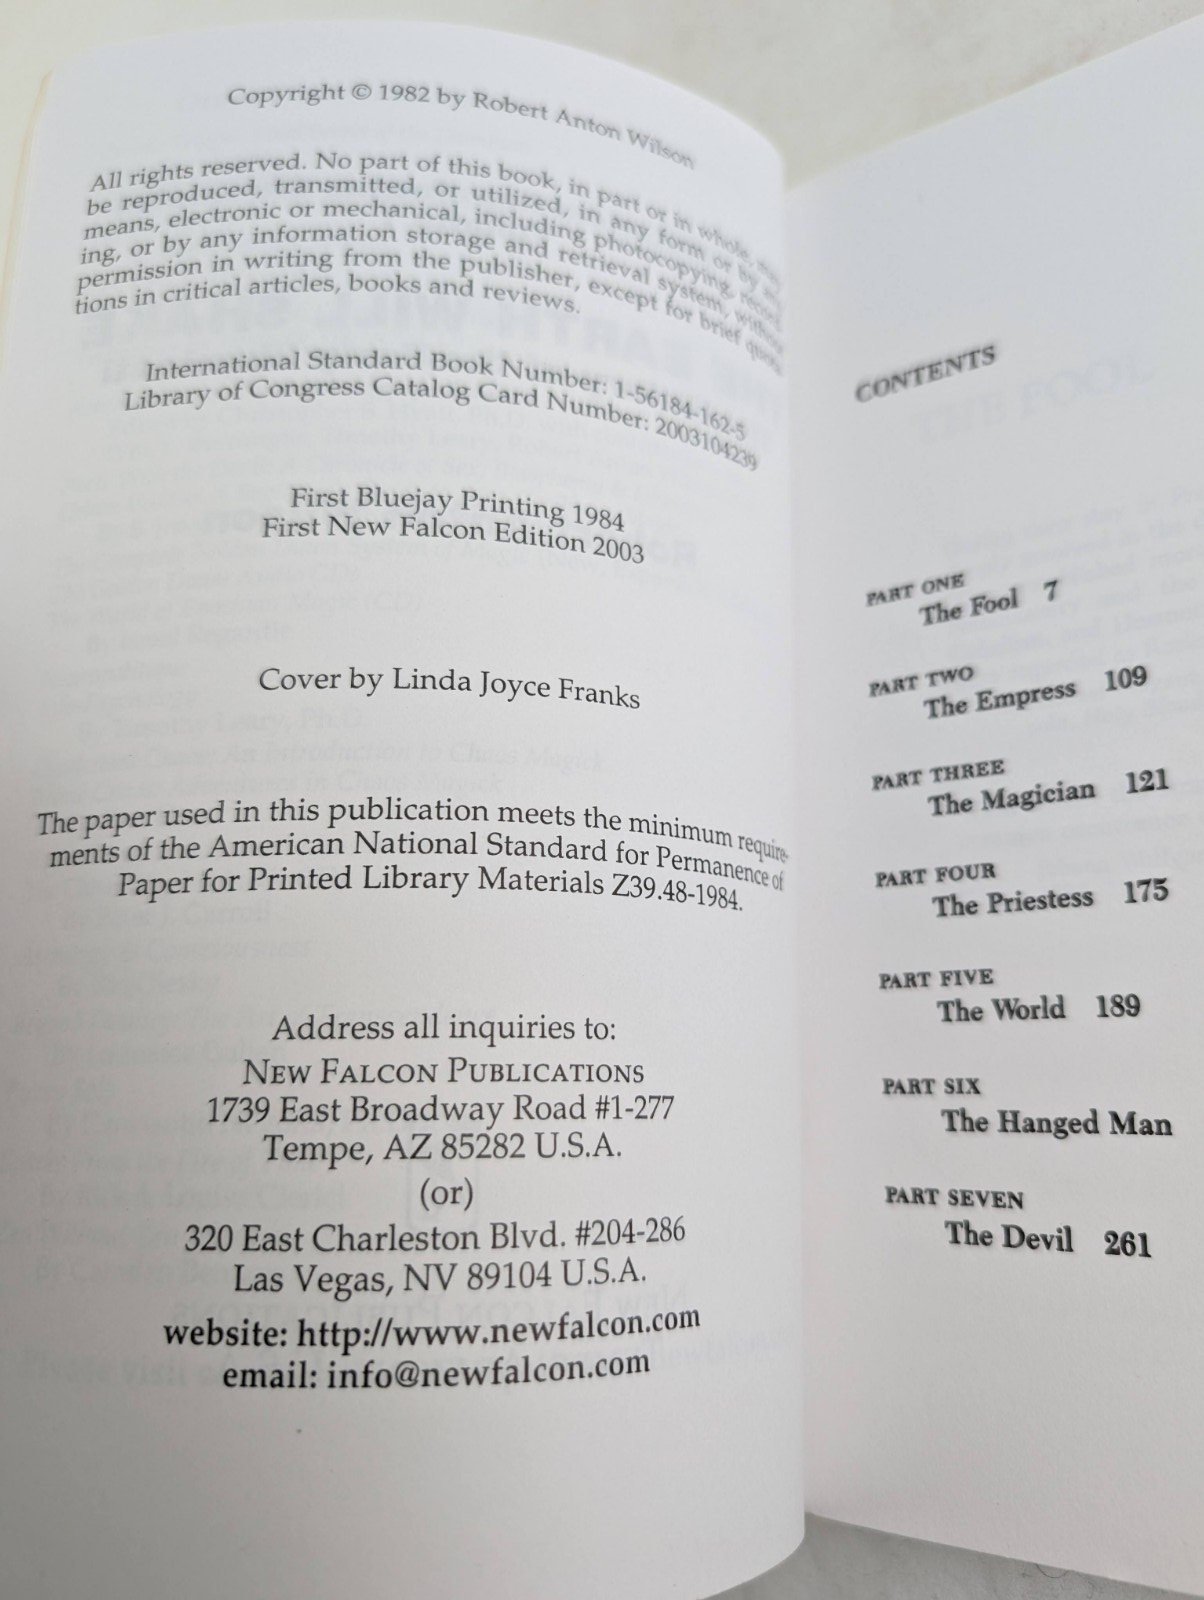 Copyright © 1982 by Robert Anton Wilson
All rights reserved. No part of this book, in part or in whole, may
be reproduced, transmitted, or utilized, in any form or by any
means, electronic or mechanical, including photocopying, record-
ing, or by any information storage and retrieval system, without
permission in writing from the publisher, except for brief quota-
tions in critical articles, books and reviews.
International Standard Book Number: 1-56184-162-5
Library of Congress Catalog Card Number: 2003104239
First Bluejay Printing 1984
First New Falcon Edition 2003
Cover by Linda Joyce Franks
The paper used in this publication meets the minimum require-
ments of the American National Standard for Permanence of
Paper for Printed Library Materials Z39.48-1984.
Address all inquiries to:
NEW FALCON PUBLICATIONS
1739 East Broadway Road #1-277
Tempe, AZ 85282 U.S.A.
(or)
320 East Charleston Blvd. #204-286
Las Vegas, NV 89104 U.S.A.
website: http://www.newfalcon.com
email: info@newfalcon.com
CONTENTS
PART ONE
The Fool 7
PART TWO
The Empress 109
PART THREE
The Magician 121
PART FOUR
The Priestess 175
PART FIVE
The World 189
PART SIX
The Hanged Man
PART SEVEN
The Devil 261